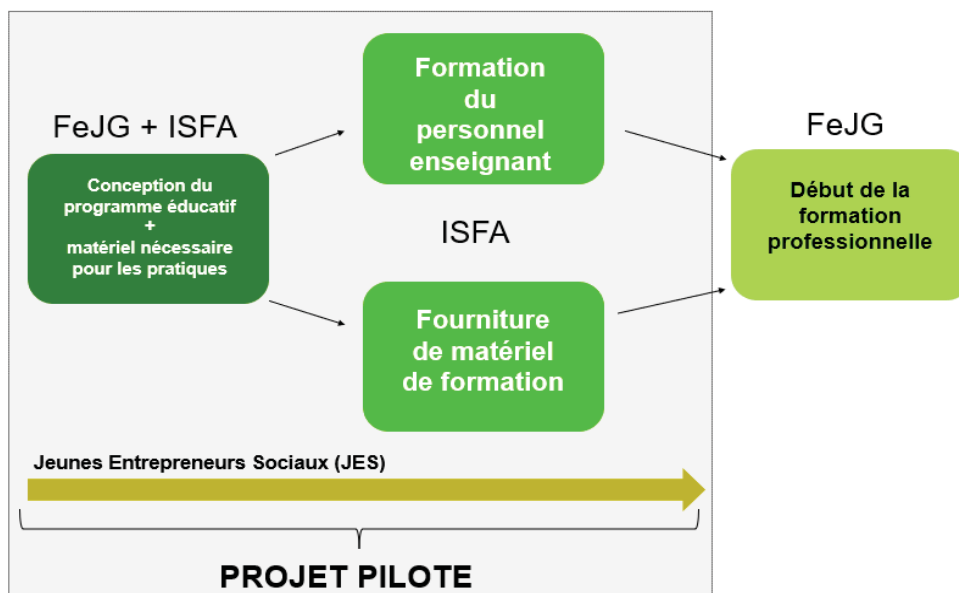 FeJG + ISFA
Conception du
programme éducatif
+
matériel nécessaire
pour les pratiques
Formation
du
personnel
enseignant
ISFA
Fourniture
de matériel
de formation
FeJG
Début de la
formation
professionnelle
Jeunes Entrepreneurs Sociaux (JES)
PROJET PILOTE